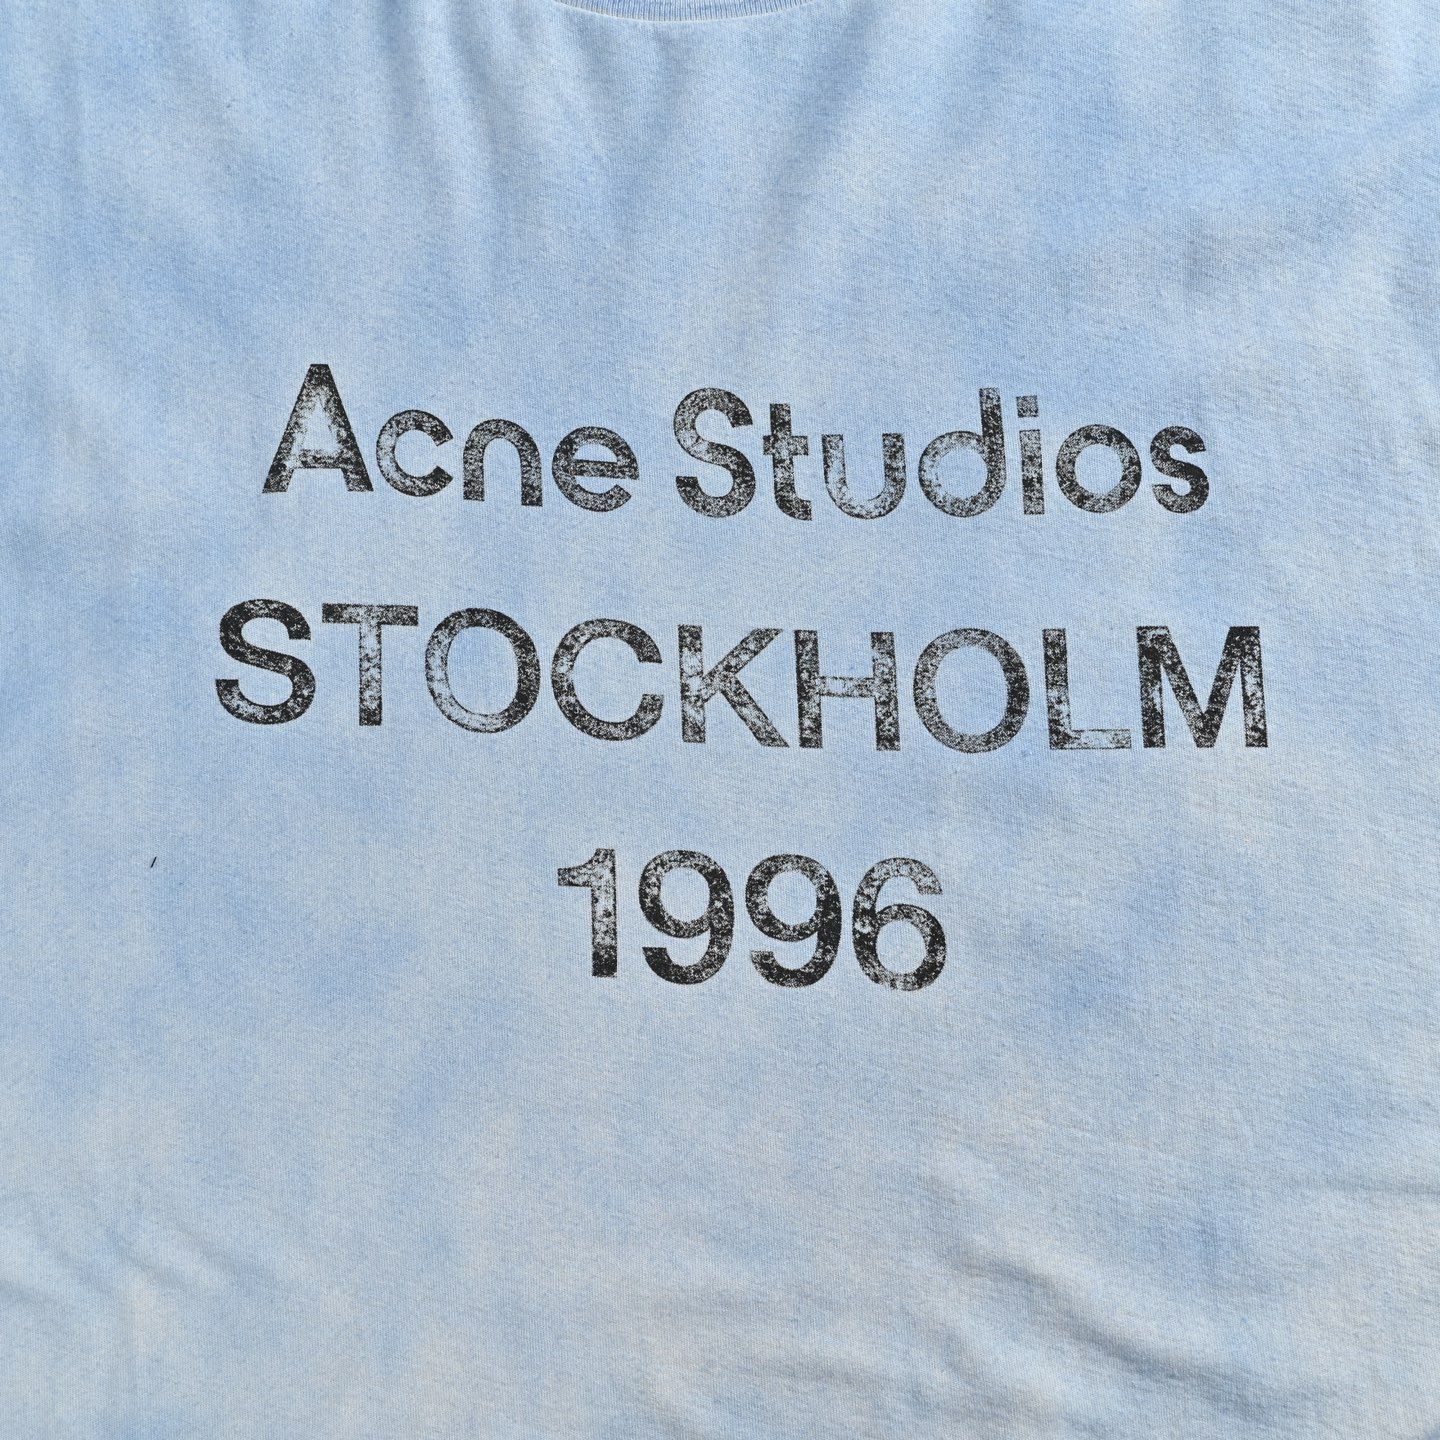 Acne Studios
STOCKHOLM
1996